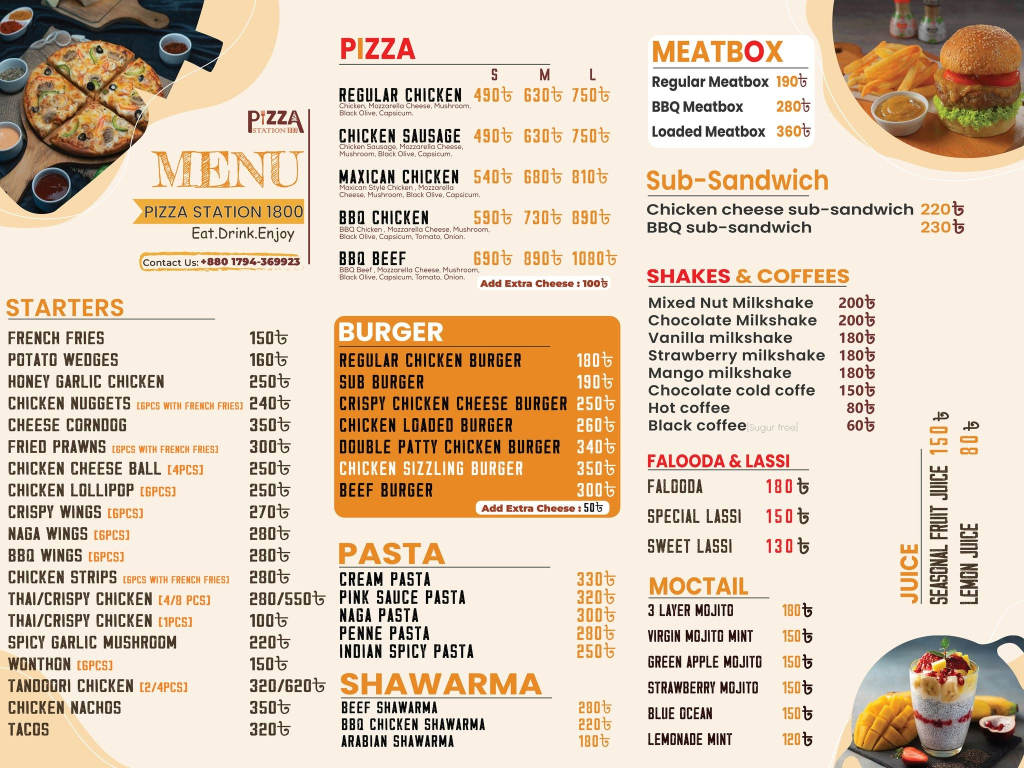 PIZZA
STATION 1800
MENU
PIZZA STATION 1800
Eat.Drink.Enjoy
Contact Us: +880 1794-369923
STARTERS
FRENCH FRIES 150৳
POTATO WEDGES 160৳
HONEY GARLIC CHICKEN 250৳
CHICKEN NUGGETS [6PCS WITH FRENCH FRIES] 240৳
CHEESE CORNDOG 350৳
FRIED PRAWNS [6PCS WITH FRENCH FRIES] 300৳
CHICKEN CHEESE BALL [4PCS] 250৳
CHICKEN LOLLIPOP [6PCS] 250৳
CRISPY WINGS [6PCS] 270৳
NAGA WINGS [6PCS] 280৳
BBQ WINGS [6PCS] 280৳
CHICKEN STRIPS [6PCS WITH FRENCH FRIES] 280৳
THAI/CRISPY CHICKEN [4/8 PCS] 280/550৳
THAI/CRISPY CHICKEN [1PCS] 100৳
SPICY GARLIC MUSHROOM 220৳
WONTHON [6PCS] 150৳
TANDOORI CHICKEN [2/4PCS] 320/620৳
CHICKEN NACHOS 350৳
TACOS 320৳
PIZZA
S M L
REGULAR CHICKEN 490৳ 630৳ 750৳
Chicken, Mozzarella Cheese, Mushroom,
Black Olive, Capsicum.
CHICKEN SAUSAGE 490৳ 630৳ 750৳
Chicken Sausage, Mozzarella Cheese,
Mushroom, Black Olive, Capsicum.
MAXICAN CHICKEN 540৳ 680৳ 810৳
Maxican Style Chicken , Mozzarella
Cheese, Mushroom, Black Olive, Capsicum.
BBQ CHICKEN 590৳ 730৳ 890৳
BBQ Chicken , Mozzarella Cheese, Mushroom,
Black Olive, Capsicum, Tomato, Onion.
BBQ BEEF 690৳ 890৳ 1080৳
BBQ Beef , Mozzarella Cheese, Mushroom,
Black Olive, Capsicum, Tomato, Onion.
Add Extra Cheese : 100৳
BURGER
REGULAR CHICKEN BURGER 180৳
SUB BURGER 190৳
CRISPY CHICKEN CHEESE BURGER 250৳
CHICKEN LOADED BURGER 260৳
DOUBLE PATTY CHICKEN BURGER 340৳
CHICKEN SIZZLING BURGER 350৳
BEEF BURGER 300৳
Add Extra Cheese : 50৳
PASTA
CREAM PASTA 330৳
PINK SAUCE PASTA 320৳
NAGA PASTA 300৳
PENNE PASTA 280৳
INDIAN SPICY PASTA 250৳
SHAWARMA
BEEF SHAWARMA 280৳
BBQ CHICKEN SHAWARMA 220৳
ARABIAN SHAWARMA 180৳
MEATBOX
Regular Meatbox 190৳
BBQ Meatbox 280৳
Loaded Meatbox 360৳
Sub-Sandwich
Chicken cheese sub-sandwich 220৳
BBQ sub-sandwich 230৳
SHAKES & COFFEES
Mixed Nut Milkshake 200৳
Chocolate Milkshake 200৳
Vanilla milkshake 180৳
Strawberry milkshake 180৳
Mango milkshake 180৳
Chocolate cold coffe 150৳
Hot coffee 80৳
Black coffee[Sugur free] 60৳
FALOODA & LASSI
FALOODA 180৳
SPECIAL LASSI 150৳
SWEET LASSI 130৳
MOCTAIL
3 LAYER MOJITO 180৳
VIRGIN MOJITO MINT 150৳
GREEN APPLE MOJITO 150৳
STRAWBERRY MOJITO 150৳
BLUE OCEAN 150৳
LEMONADE MINT 120৳
JUICE
SEASONAL FRUIT JUICE 150৳
LEMON JUICE 80৳